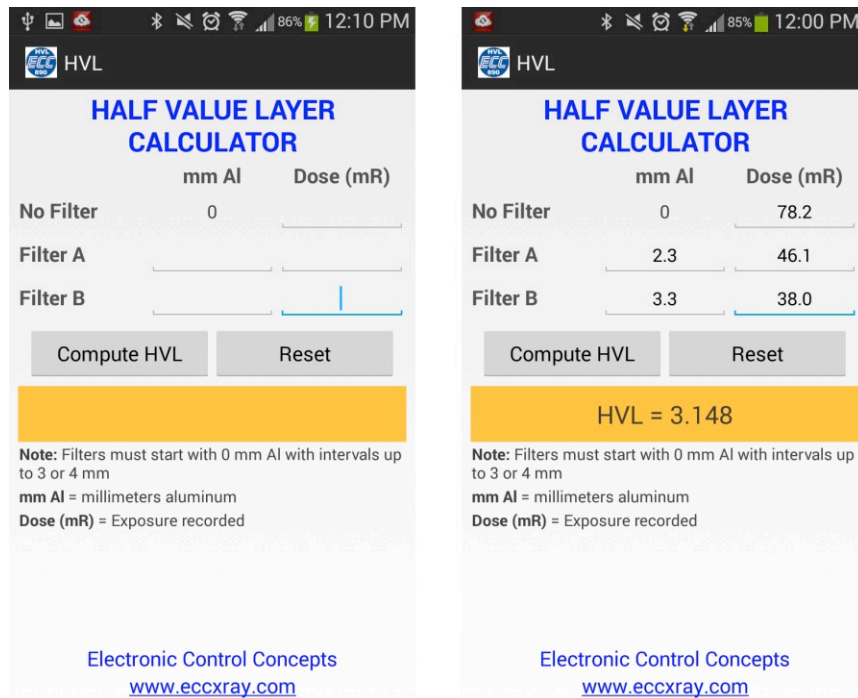 86% 12:10 PM
HVL
ECC
890
HVL
HALF VALUE LAYER
CALCULATOR
mm Al Dose (mR)
No Filter 0
Filter A
Filter B
Compute HVL Reset
Note: Filters must start with 0 mm Al with intervals up
to 3 or 4 mm
mm Al = millimeters aluminum
Dose (mR) = Exposure recorded
Electronic Control Concepts
www.eccxray.com
85% 12:00 PM
HVL
ECC
890
HVL
HALF VALUE LAYER
CALCULATOR
mm Al Dose (mR)
No Filter 0 78.2
Filter A 2.3 46.1
Filter B 3.3 38.0
Compute HVL Reset
HVL = 3.148
Note: Filters must start with 0 mm Al with intervals up
to 3 or 4 mm
mm Al = millimeters aluminum
Dose (mR) = Exposure recorded
Electronic Control Concepts
www.eccxray.com